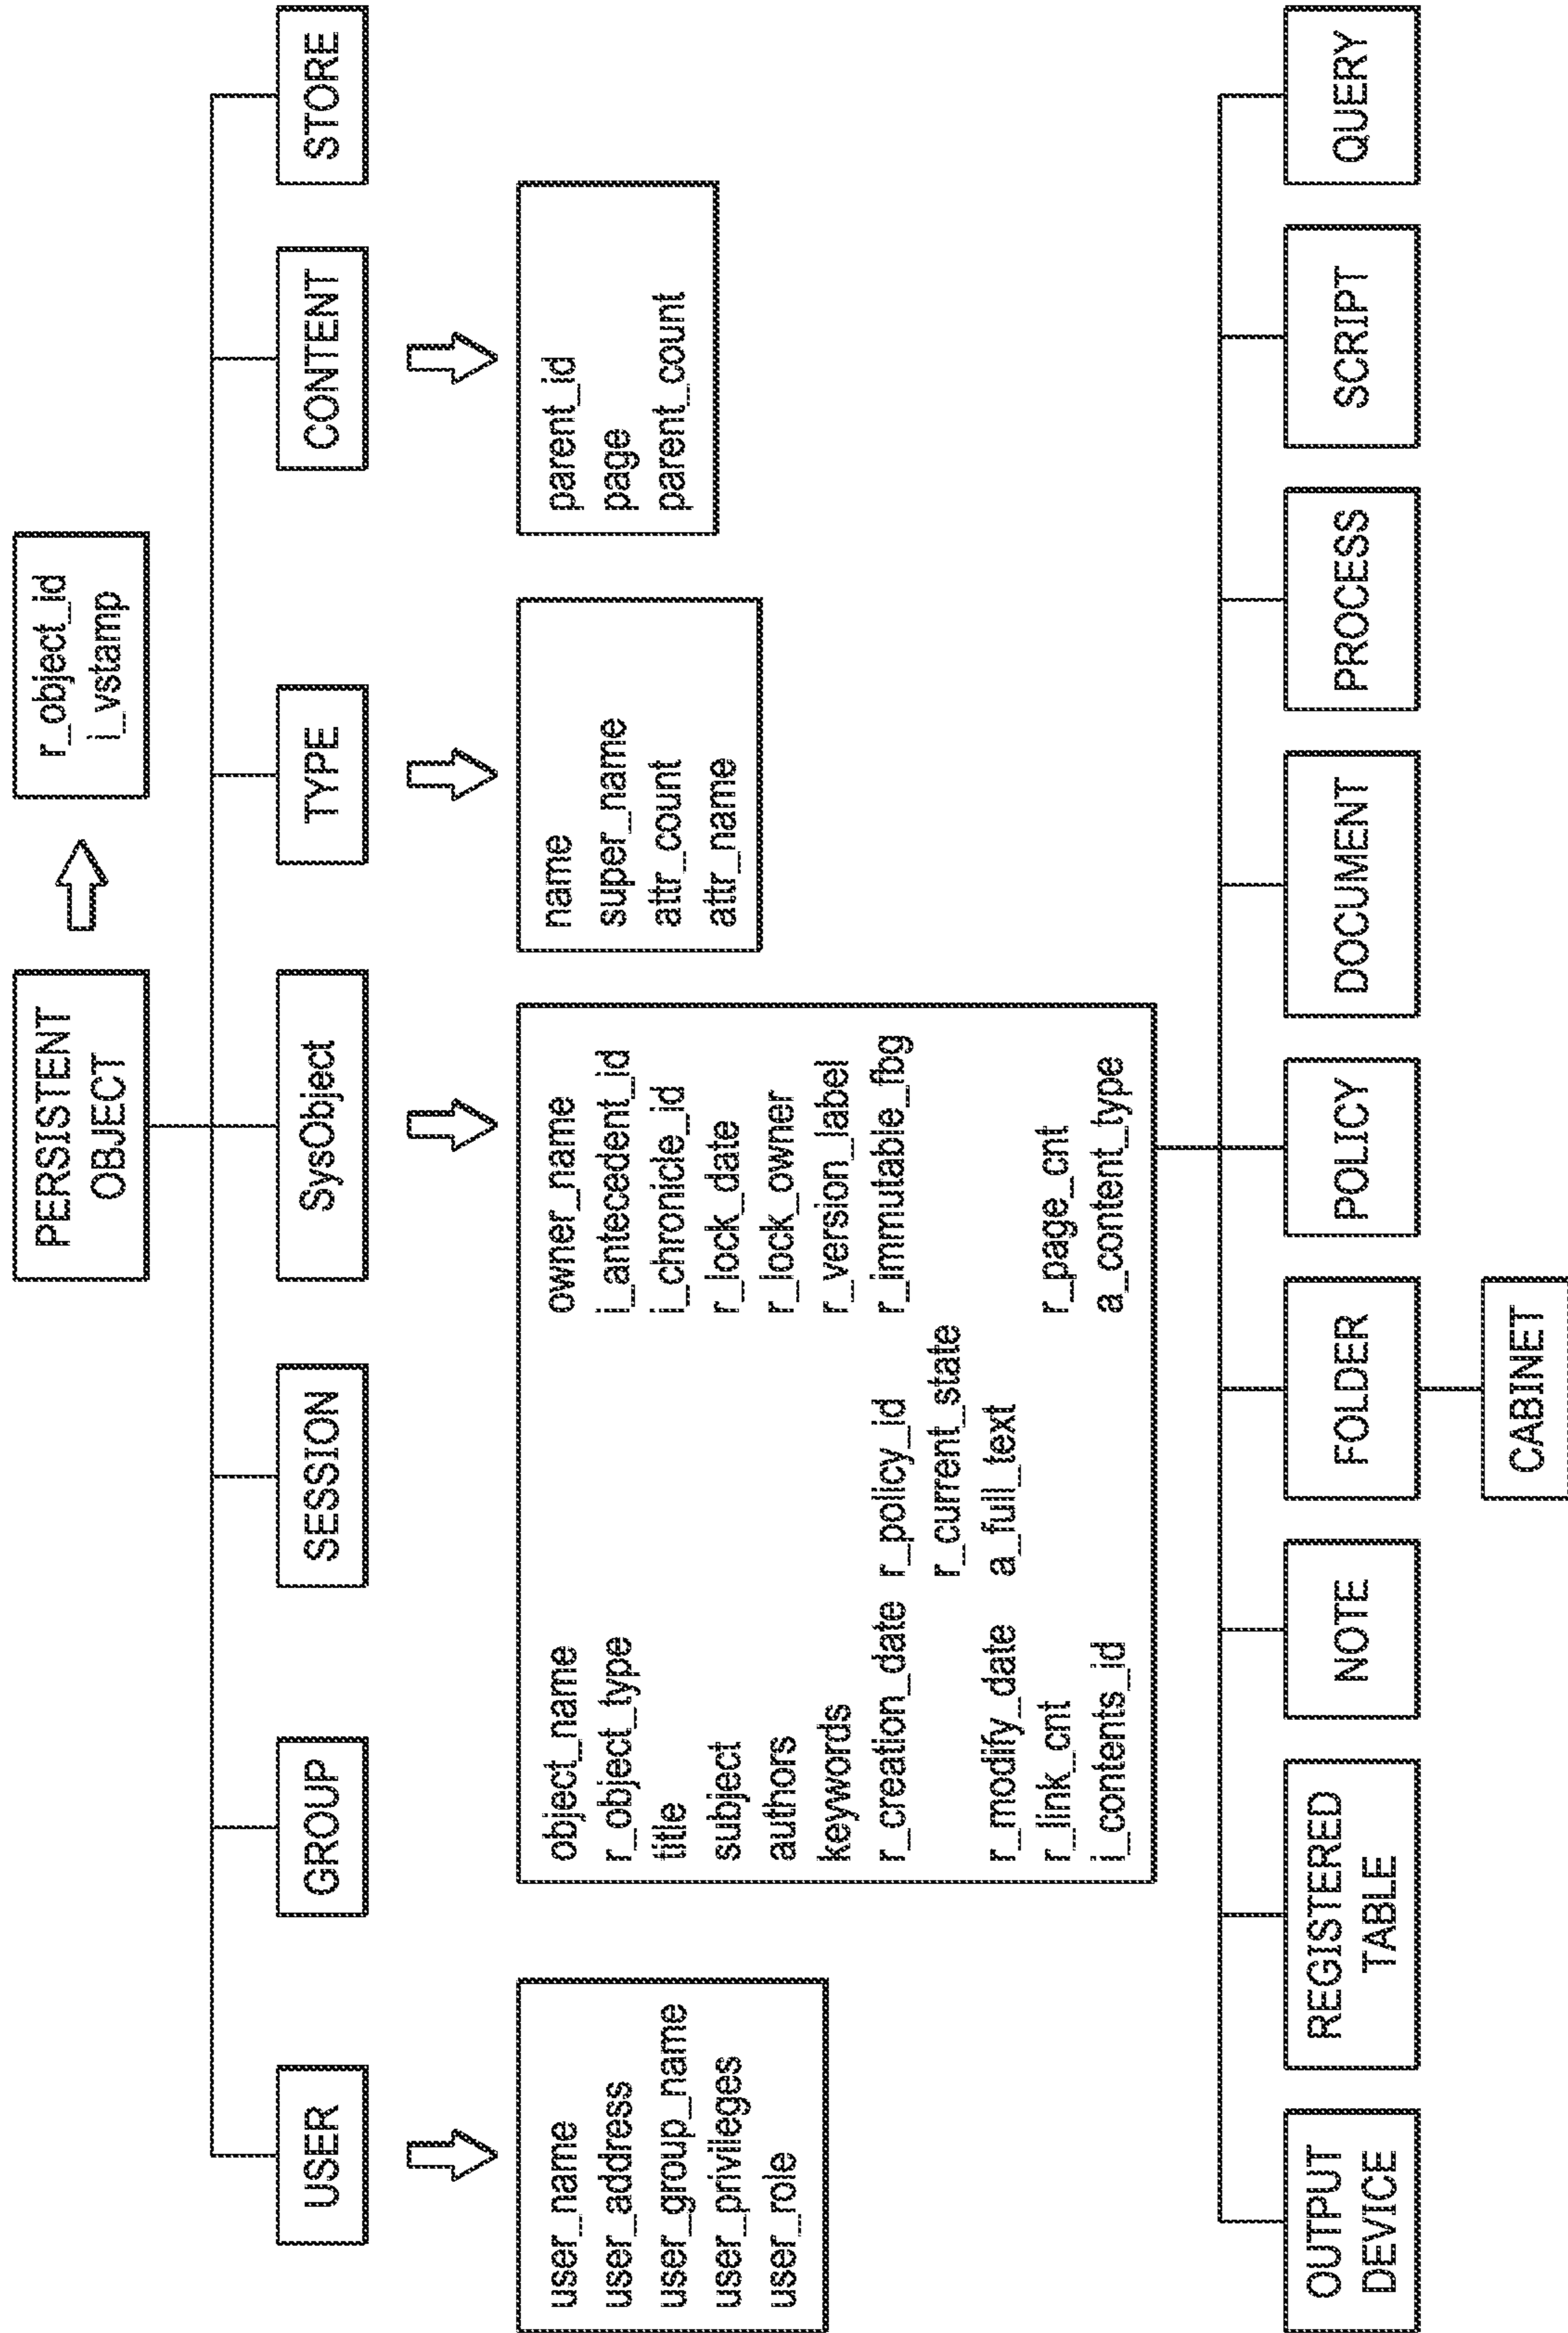 PERSISTENT
OBJECT
r_object_id
i_vstamp
USER
GROUP
SESSION
SysObject
TYPE
CONTENT
STORE
user_name
user_address
user_group_name
user_privileges
user_role
object_name
r_object_type
title
subject
authors
keywords
r_creation_date r_policy_id
r_current_state
r_modify_date a_full_text
r_link_cnt
i_contents_id
owner_name
i_antecedent_id
i_chronicle_id
r_lock_date
r_lock_owner
r_version_label
r_immutable_fbg
r_page_cnt
a_content_type
name
super_name
attr_count
attr_name
parent_id
page
parent_count
OUTPUT
DEVICE
REGISTERED
TABLE
NOTE
FOLDER
POLICY
DOCUMENT
PROCESS
SCRIPT
QUERY
CABINET